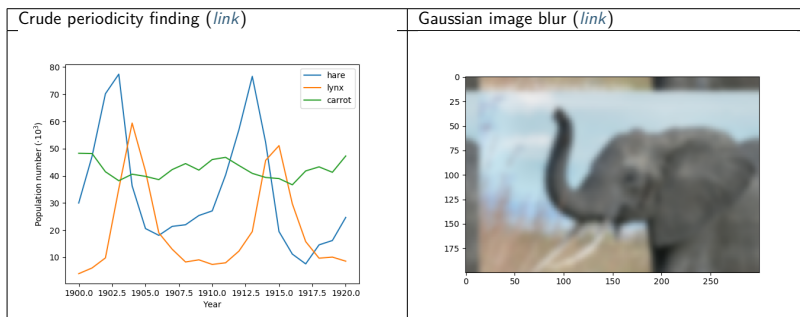 Crude periodicity finding (link)
Gaussian image blur (link)
80
70
60
50
40
30
20
10
Population number (·10³)
hare
lynx
carrot
1900.0 1902.5 1905.0 1907.5 1910.0 1912.5 1915.0 1917.5 1920.0
Year
0
25
50
75
100
125
150
175
0 50 100 150 200 250